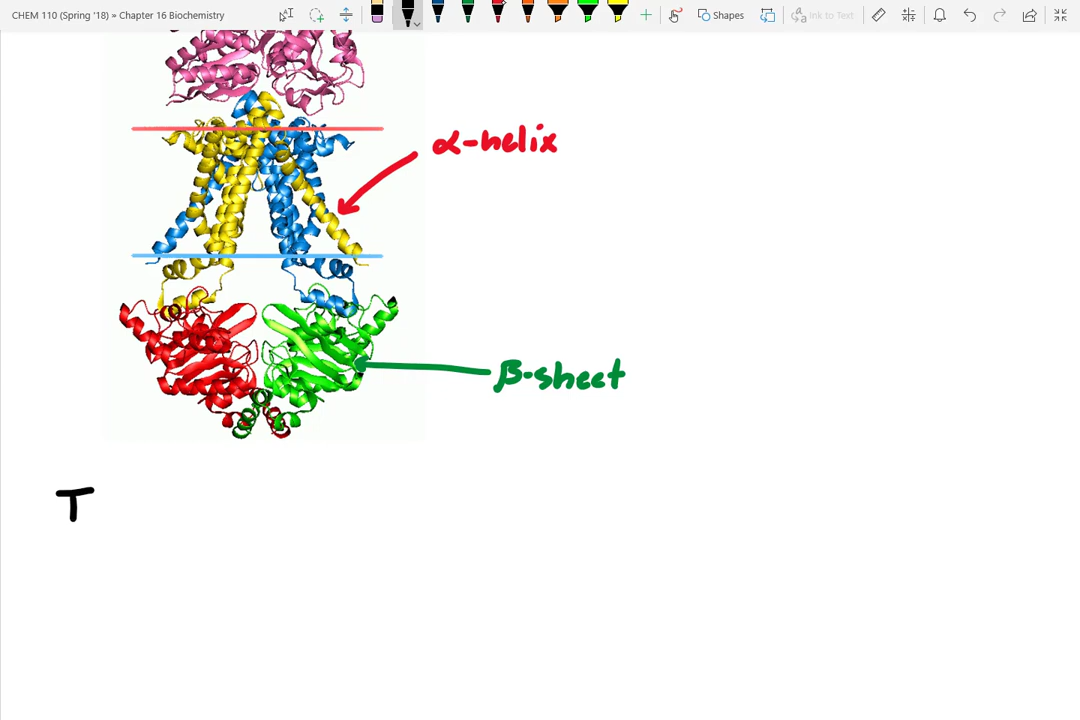 CHEM 110 (Spring '18) » Chapter 16 Biochemistry
Shapes
Ink to Text
α-helix
β-sheet
T